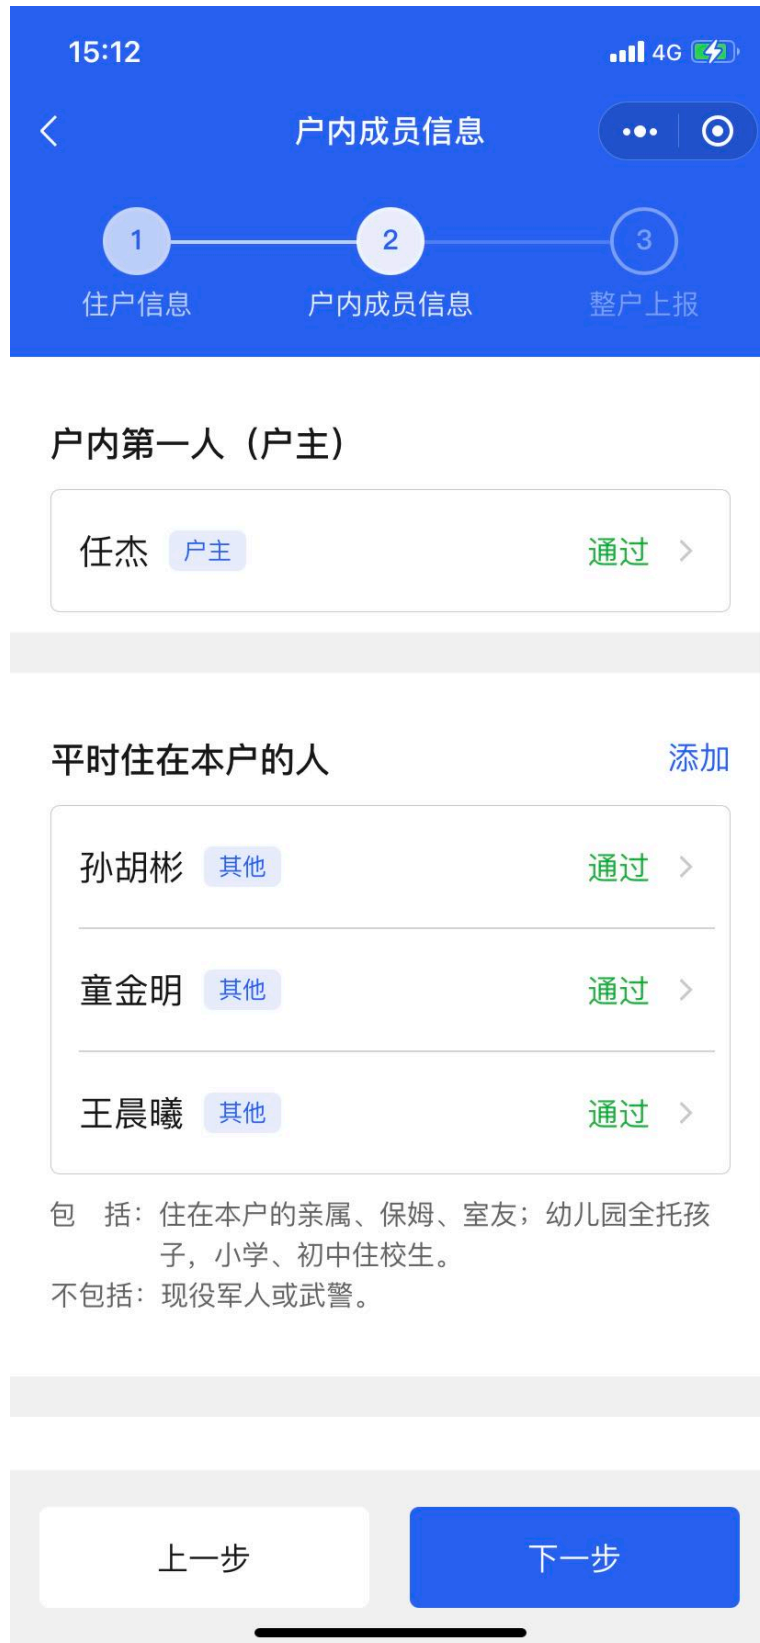 15:12
4G
户内成员信息
1
2
3
住户信息
户内成员信息
整户上报
户内第一人（户主）
任杰 户主 通过
平时住在本户的人 添加
孙胡彬 其他 通过
童金明 其他 通过
王晨曦 其他 通过
包 括：住在本户的亲属、保姆、室友；幼儿园全托孩
子，小学、初中住校生。
不包括：现役军人或武警。
上一步 下一步